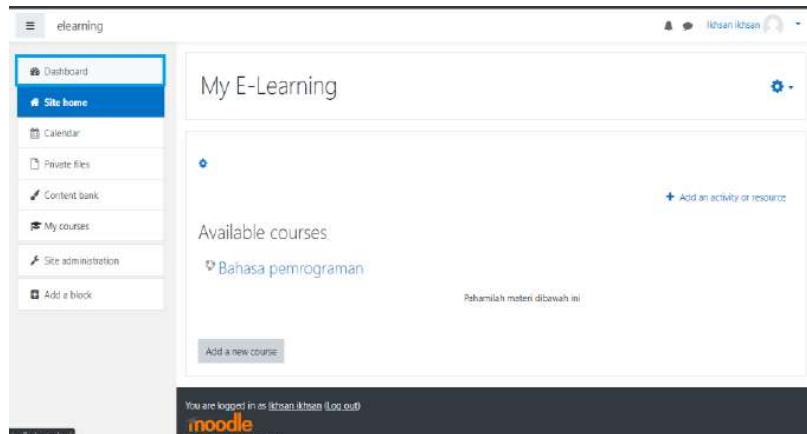 elearning
Ikhsan ikhsan
Dashboard
Site home
Calendar
Private files
Content bank
My courses
Site administration
Add a block
My E-Learning
Add an activity or resource
Available courses
Bahasa pemrograman
Pahamilah materi dibawah ini
Add a new course
You are logged in as Ikhsan ikhsan (Log out)
moodle